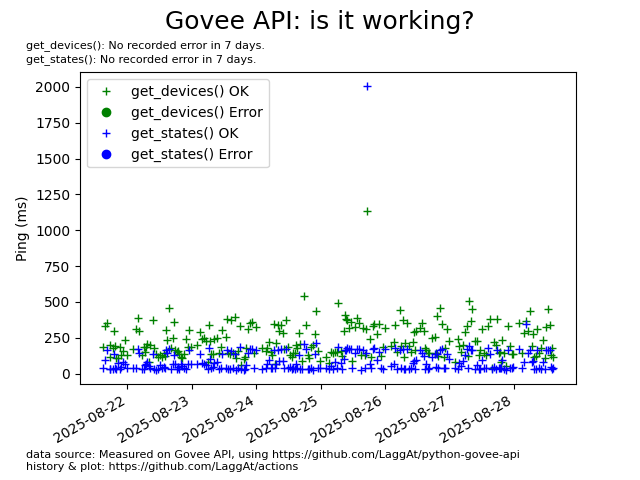 Govee API: is it working?
get_devices(): No recorded error in 7 days.
get_states(): No recorded error in 7 days.
get_devices() OK
get_devices() Error
get_states() OK
get_states() Error
Ping (ms)
2000
1750
1500
1250
1000
750
500
250
0
2025-08-22
2025-08-23
2025-08-24
2025-08-25
2025-08-26
2025-08-27
2025-08-28
data source: Measured on Govee API, using https://github.com/LaggAt/python-govee-api
history & plot: https://github.com/LaggAt/actions